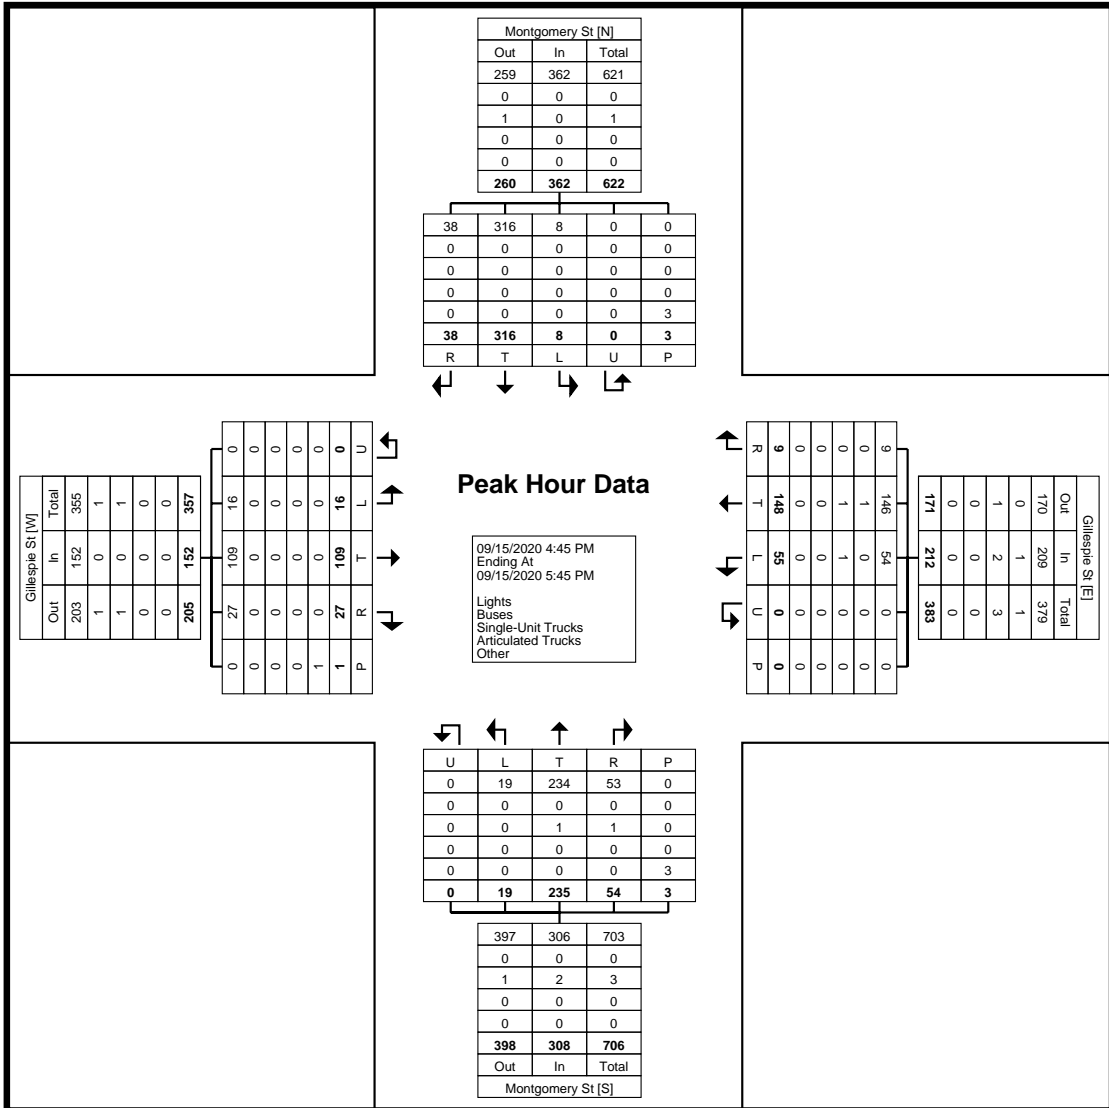 Montgomery St [N]
Out In Total
259 362 621
0 0 0
1 0 1
0 0 0
0 0 0
260 362 622
38 316 8 0 0
0 0 0 0 0
0 0 0 0 0
0 0 0 0 0
0 0 0 0 3
38 316 8 0 3
R T L U P
Gillespie St [W]
Total 355 1 1 0 0 357
In 152 0 0 0 0 152
Out 203 1 1 0 0 205
0 0 0 0 0 0 U
16 0 0 0 0 16 L
109 0 0 0 0 109 T
27 0 0 0 0 27 R
0 0 0 0 1 1 P
Peak Hour Data
09/15/2020 4:45 PM
Ending At
09/15/2020 5:45 PM
Lights
Buses
Single-Unit Trucks
Articulated Trucks
Other
R 9 0 0 0 0 9
T 148 0 0 1 1 146
L 55 0 0 1 0 54
U 0 0 0 0 0 0
P 0 0 0 0 0 0
Gillespie St [E]
171 0 0 1 0 170 Out
212 0 0 2 1 209 In
383 0 0 3 1 379 Total
U L T R P
0 19 234 53 0
0 0 0 0 0
0 0 1 1 0
0 0 0 0 0
0 0 0 0 3
0 19 235 54 3
397 306 703
0 0 0
1 2 3
0 0 0
0 0 0
398 308 706
Out In Total
Montgomery St [S]